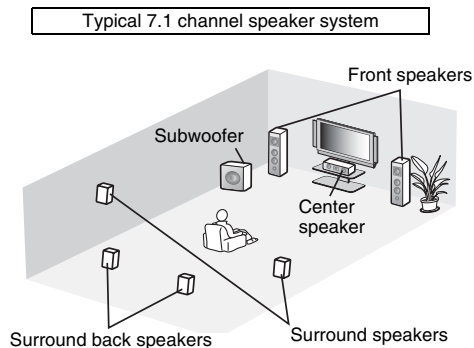 Typical 7.1 channel speaker system
Front speakers
Subwoofer
Center
speaker
Surround back speakers
Surround speakers